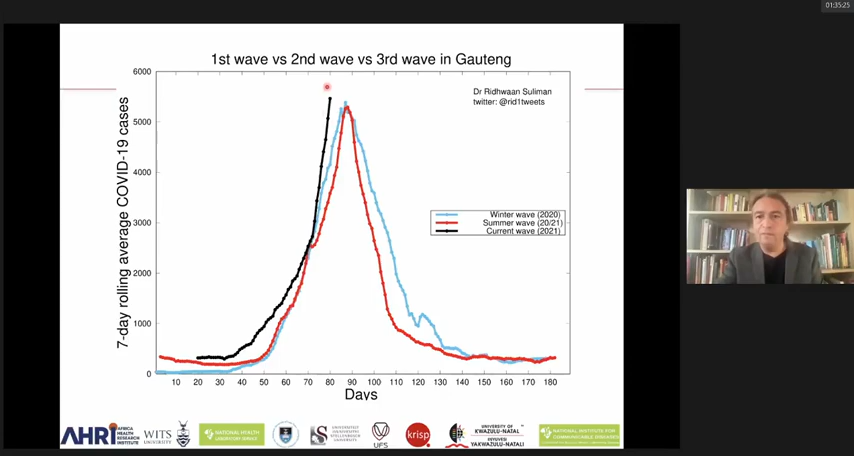 01:35:25
1st wave vs 2nd wave vs 3rd wave in Gauteng
Dr Ridhwaan Suliman
twitter: @rid1tweets
7-day rolling average COVID-19 cases
6000
5000
4000
3000
2000
1000
0
Winter wave (2020)
Summer wave (20/21)
Current wave (2021)
10 20 30 40 50 60 70 80 90 100 110 120 130 140 150 160 170 180
Days
AHRI AFRICA HEALTH RESEARCH INSTITUTE
WITS UNIVERSITY
NATIONAL HEALTH
LABORATORY SERVICE
UFS
krisp
UNIVERSITY OF
KWAZULU-NATAL
INYUVESI
YAKWAZULU-NATALI
NATIONAL INSTITUTE FOR
COMMUNICABLE DISEASES